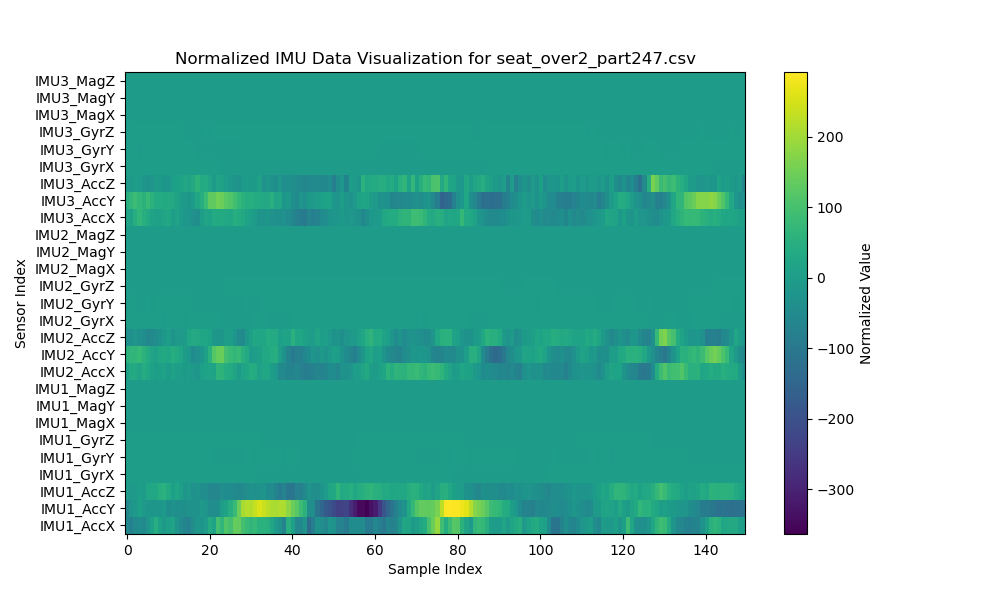 Normalized IMU Data Visualization for seat_over2_part247.csv
IMU3_MagZ
IMU3_MagY
IMU3_MagX
IMU3_GyrZ
IMU3_GyrY
IMU3_GyrX
IMU3_AccZ
IMU3_AccY
IMU3_AccX
IMU2_MagZ
IMU2_MagY
IMU2_MagX
IMU2_GyrZ
IMU2_GyrY
IMU2_GyrX
IMU2_AccZ
IMU2_AccY
IMU2_AccX
IMU1_MagZ
IMU1_MagY
IMU1_MagX
IMU1_GyrZ
IMU1_GyrY
IMU1_GyrX
IMU1_AccZ
IMU1_AccY
IMU1_AccX
Sensor Index
0 20 40 60 80 100 120 140
Sample Index
200
100
0
−100
−200
−300
Normalized Value